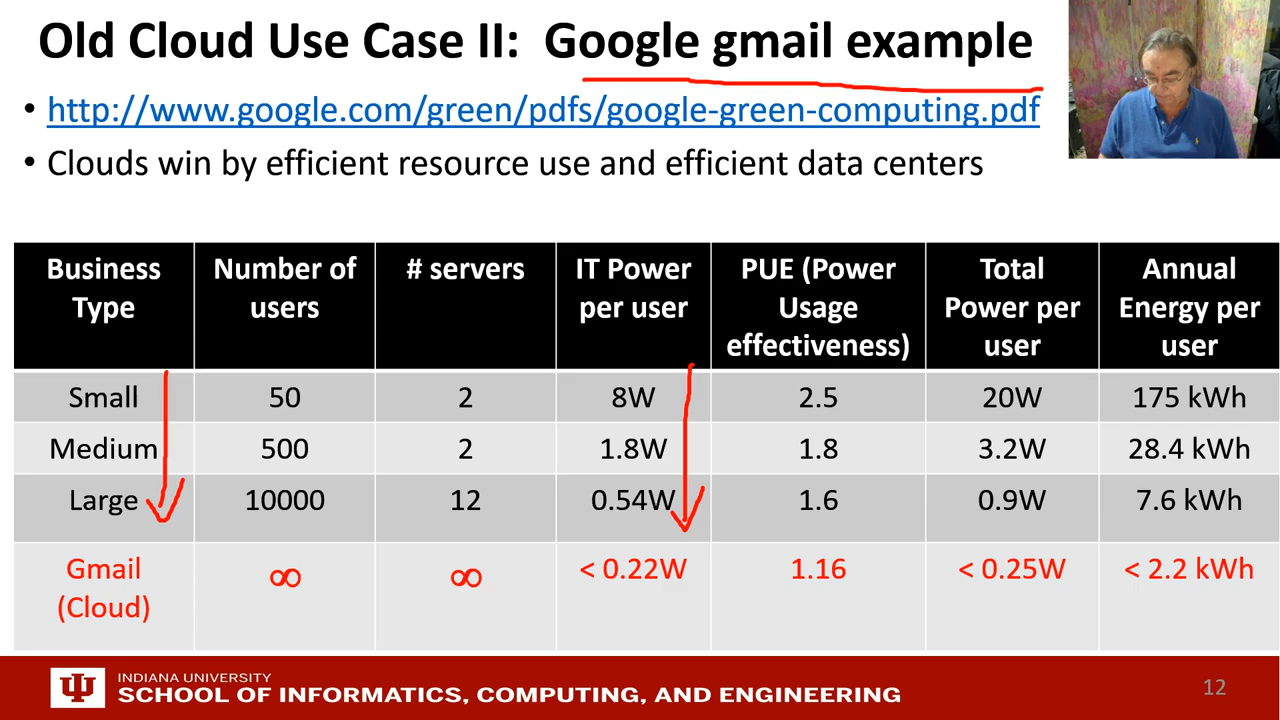 Old Cloud Use Case II: Google gmail example
• http://www.google.com/green/pdfs/google-green-computing.pdf
• Clouds win by efficient resource use and efficient data centers
Business Type Number of users # servers IT Power per user PUE (Power Usage effectiveness) Total Power per user Annual Energy per user
Small 50 2 8W 2.5 20W 175 kWh
Medium 500 2 1.8W 1.8 3.2W 28.4 kWh
Large 10000 12 0.54W 1.6 0.9W 7.6 kWh
Gmail (Cloud) ∞ ∞ < 0.22W 1.16 < 0.25W < 2.2 kWh
INDIANA UNIVERSITY
SCHOOL OF INFORMATICS, COMPUTING, AND ENGINEERING
12